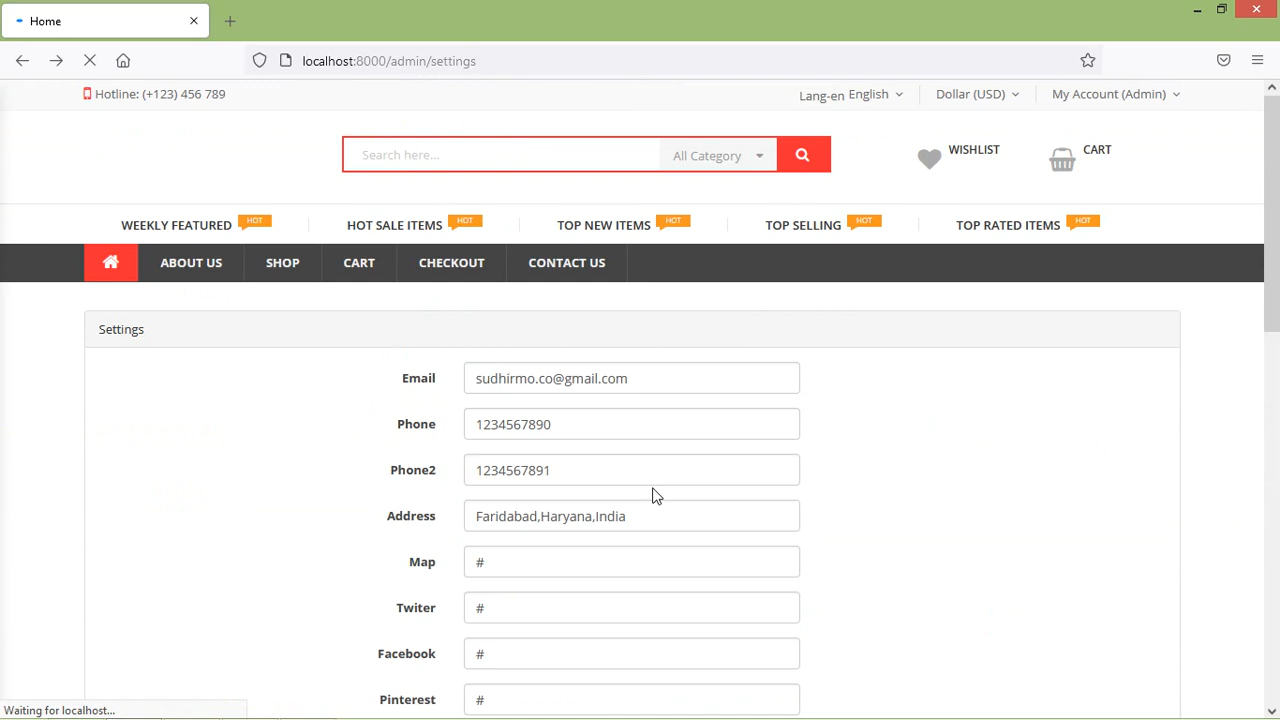 Home
localhost:8000/admin/settings
Hotline: (+123) 456 789
Lang-en English
Dollar (USD)
My Account (Admin)
Search here...
All Category
WISHLIST
CART
WEEKLY FEATURED HOT
HOT SALE ITEMS HOT
TOP NEW ITEMS HOT
TOP SELLING HOT
TOP RATED ITEMS HOT
ABOUT US
SHOP
CART
CHECKOUT
CONTACT US
Settings
Email sudhirmo.co@gmail.com
Phone 1234567890
Phone2 1234567891
Address Faridabad,Haryana,India
Map #
Twiter #
Facebook #
Pinterest #
Waiting for localhost...